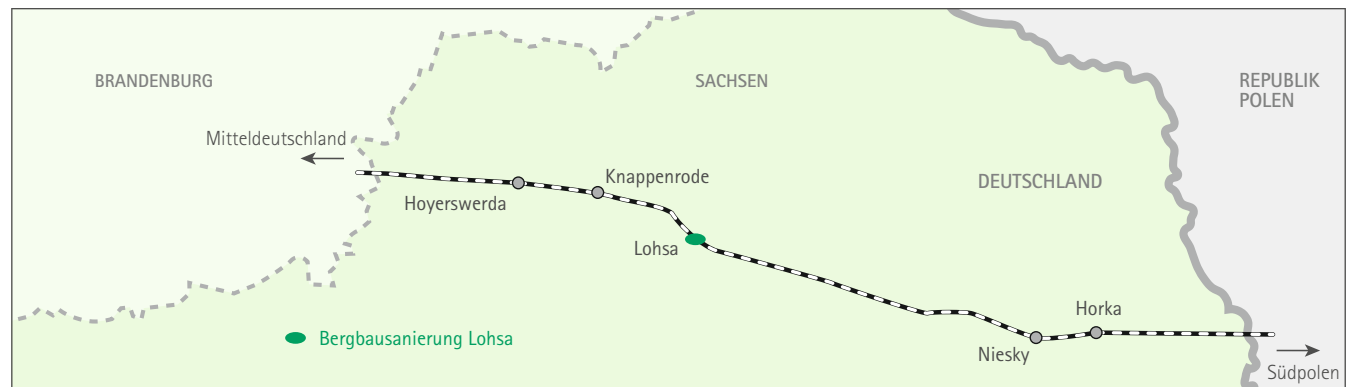 BRANDENBURG
SACHSEN
REPUBLIK
POLEN
Mitteldeutschland
Knappenrode
DEUTSCHLAND
Hoyerswerda
Lohsa
Horka
Bergbausanierung Lohsa
Niesky
Südpolen